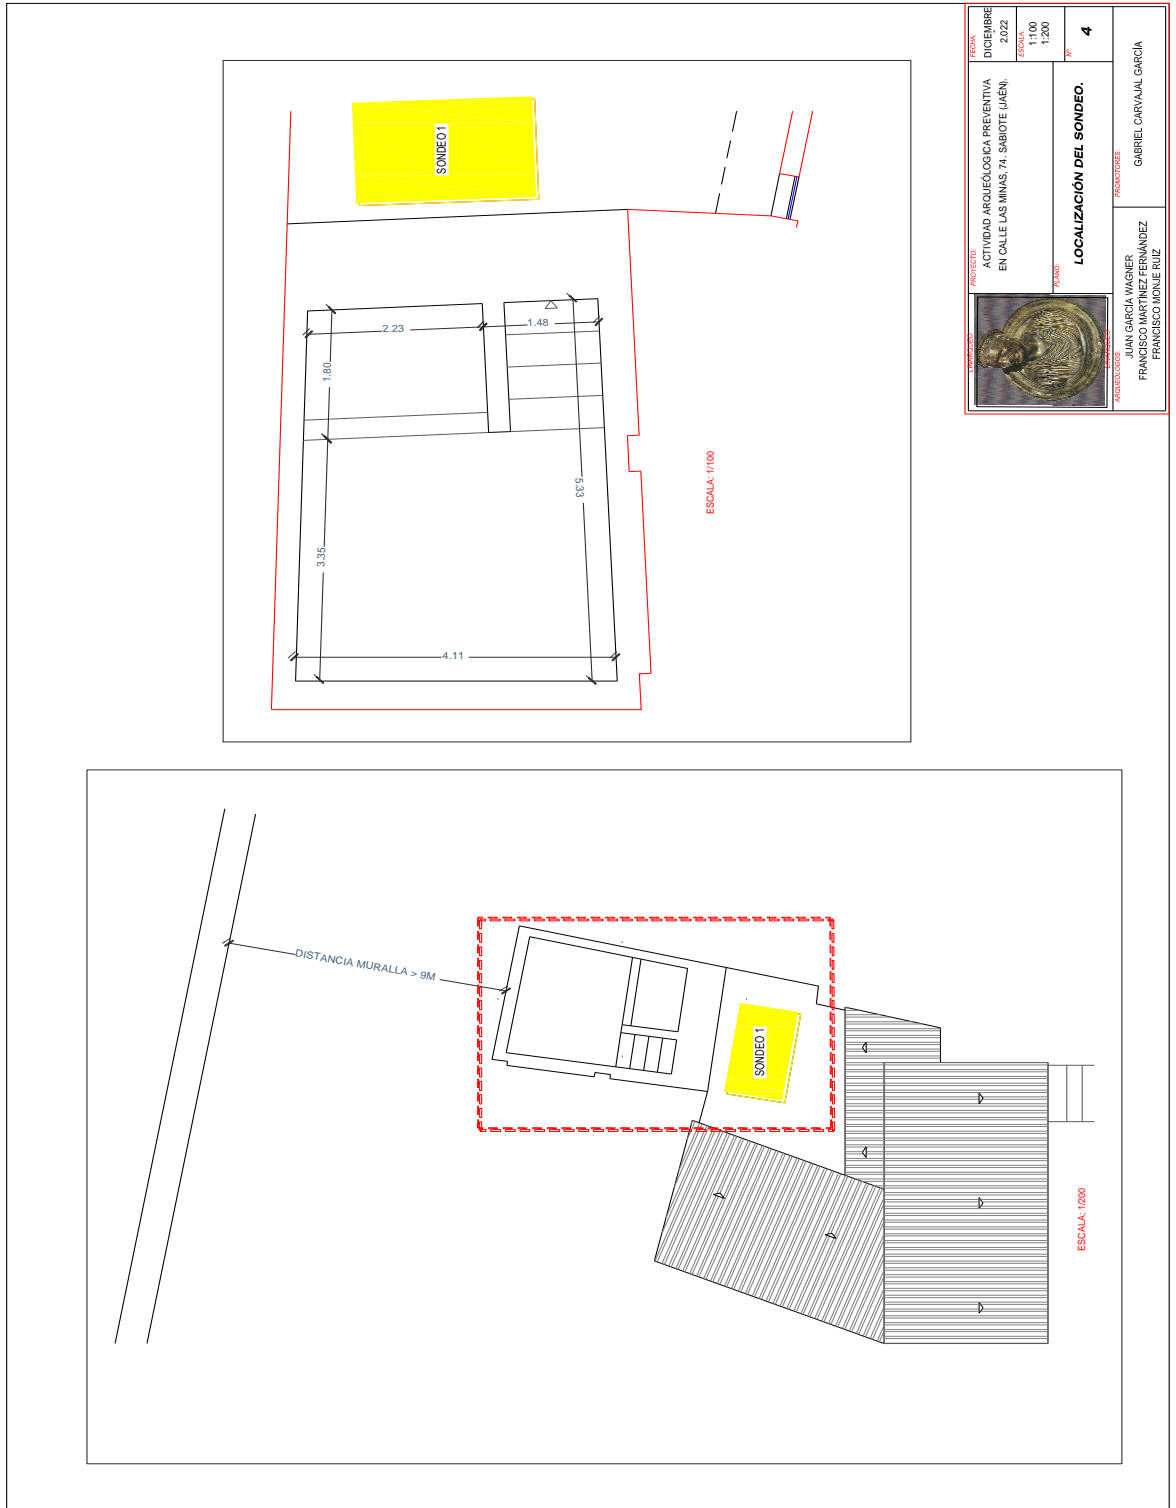 FECHA:
DICIEMBRE
2.022
ESCALA:
1:100
1:200
Nº:
4
PROYECTO:
ACTIVIDAD ARQUEÓLOGICA PREVENTIVA
EN CALLE LAS MINAS, 74. SABIOTE (JAÉN).
PLANO:
LOCALIZACIÓN DEL SONDEO.
PROMOTORES:
GABRIEL CARVAJAL GARCÍA
ARQUEÓLOGOS:
JUAN GARCÍA WAGNER
FRANCISCO MARTÍNEZ FERNÁNDEZ
FRANCISCO MONJE RUIZ
SONDEO1
2.23
1.48
1.80
5.33
3.35
4.11
ESCALA: 1/100
DISTANCIA MURALLA > 9M
SONDEO 1
ESCALA: 1/200